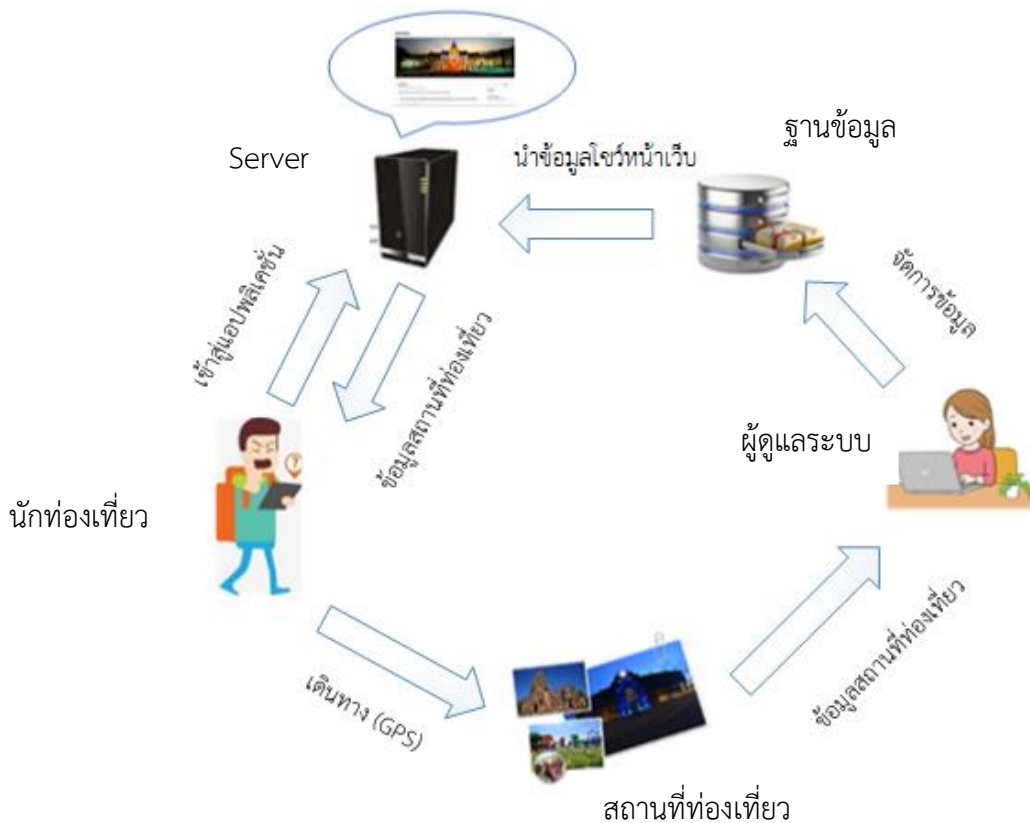 ฐานข้อมูล
Server
นำข้อมูลโชว์หน้าเว็บ
จัดการข้อมูล
เข้าสู่แอปพลิเคชั่น
ข้อมูลสถานที่ท่องเที่ยว
ผู้ดูแลระบบ
นักท่องเที่ยว
เดินทาง (GPS)
ข้อมูลสถานที่ท่องเที่ยว
สถานที่ท่องเที่ยว